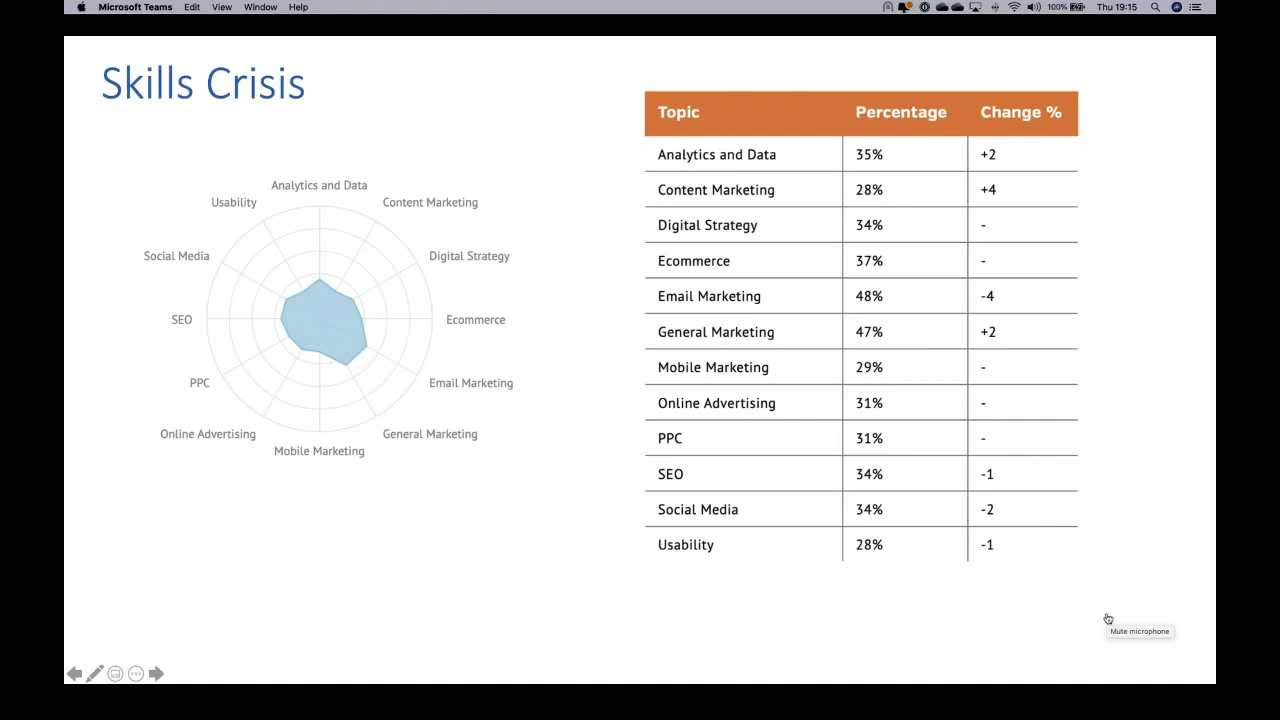 Microsoft Teams Edit View Window Help
100% Thu 19:15
Skills Crisis
Analytics and Data
Usability
Content Marketing
Social Media
Digital Strategy
SEO
Ecommerce
PPC
Email Marketing
Online Advertising
General Marketing
Mobile Marketing
Topic Percentage Change %
Analytics and Data 35% +2
Content Marketing 28% +4
Digital Strategy 34% -
Ecommerce 37% -
Email Marketing 48% -4
General Marketing 47% +2
Mobile Marketing 29% -
Online Advertising 31% -
PPC 31% -
SEO 34% -1
Social Media 34% -2
Usability 28% -1
Mute microphone